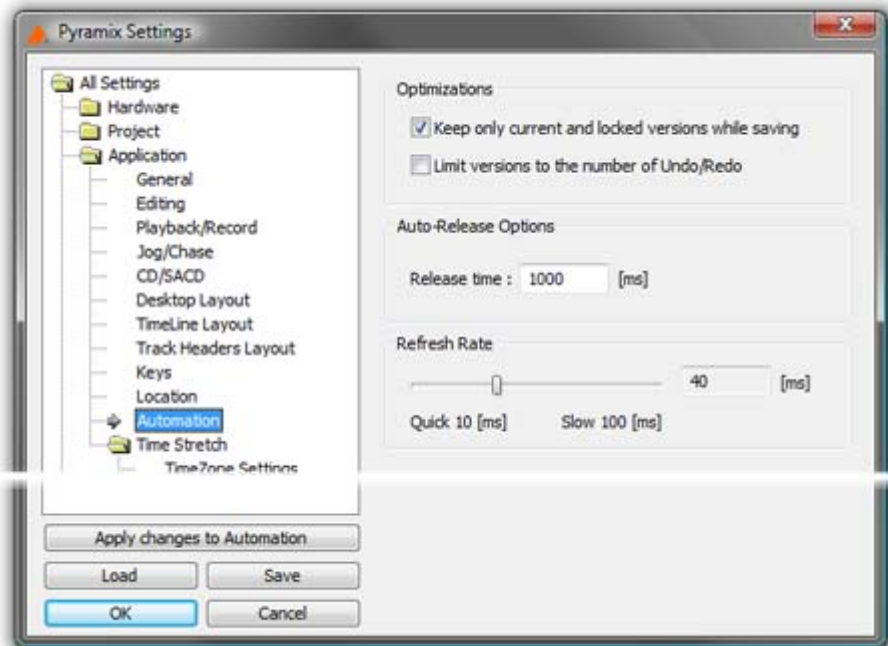 Pyramix Settings
All Settings
Hardware
Project
Application
General
Editing
Playback/Record
Jog/Chase
CD/SACD
Desktop Layout
TimeLine Layout
Track Headers Layout
Keys
Location
Automation
Time Stretch
TimeZone Settings
Apply changes to Automation
Load Save
OK Cancel
Optimizations
Keep only current and locked versions while saving
Limit versions to the number of Undo/Redo
Auto-Release Options
Release time : 1000 [ms]
Refresh Rate
40 [ms]
Quick 10 [ms] Slow 100 [ms]